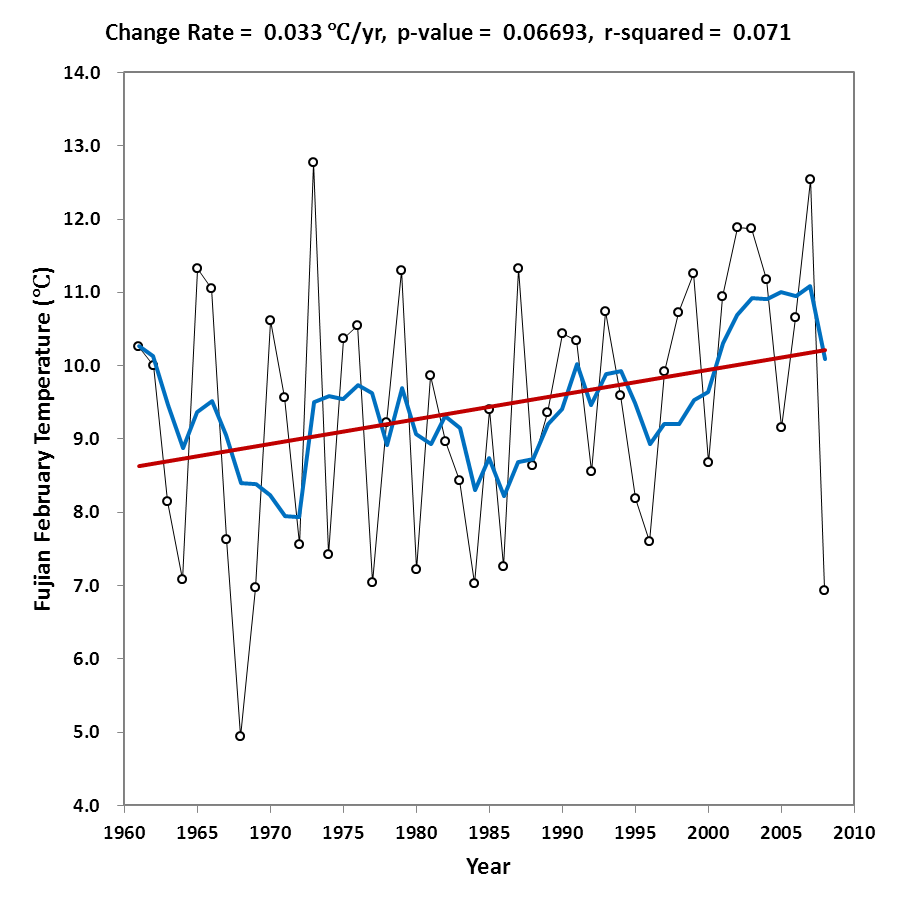 Change Rate = 0.033 ℃/yr, p-value = 0.06693, r-squared = 0.071
14.0
13.0
12.0
11.0
10.0
9.0
8.0
7.0
6.0
5.0
4.0
Fujian February Temperature (℃)
1960 1965 1970 1975 1980 1985 1990 1995 2000 2005 2010
Year